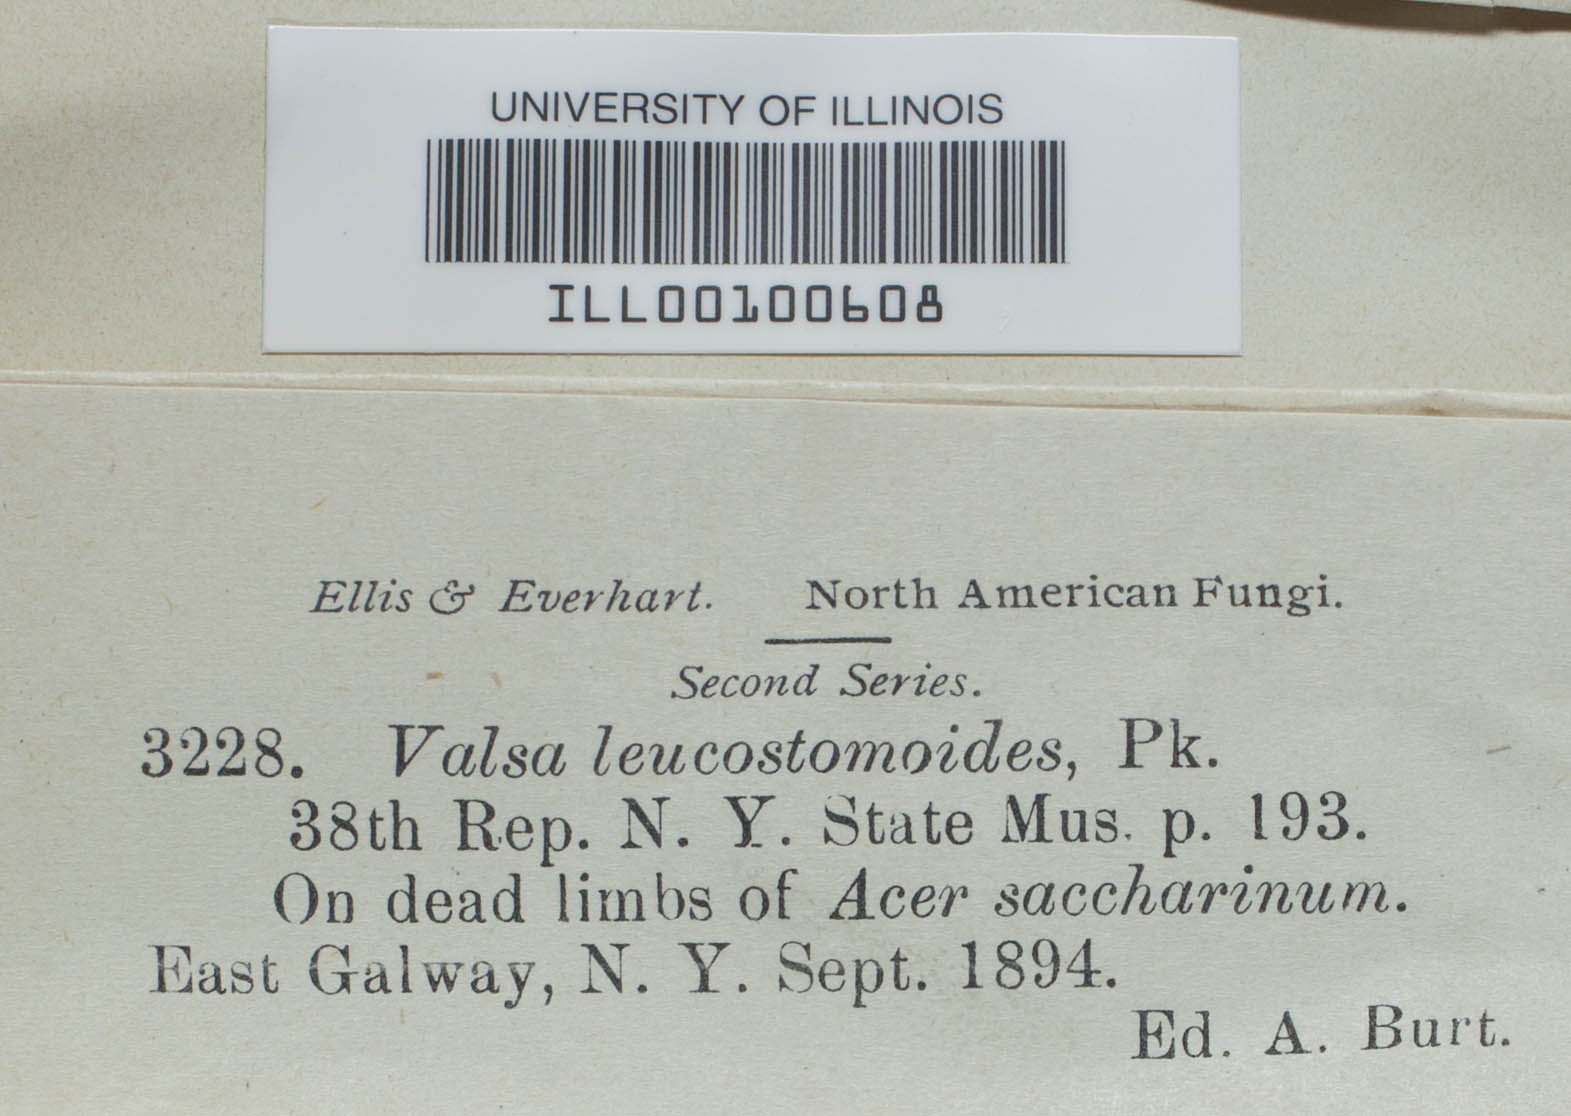 UNIVERSITY OF ILLINOIS
ILL00100608
Ellis & Everhart. North American Fungi.
Second Series.
3228. Valsa leucostomoides, Pk.
38th Rep. N. Y. State Mus. p. 193.
On dead limbs of Acer saccharinum.
East Galway, N. Y. Sept. 1894.
Ed. A. Burt.